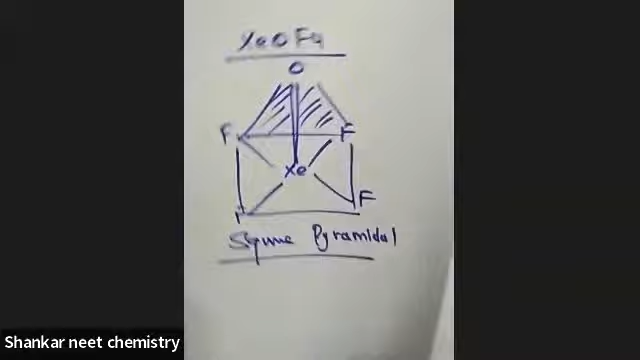 XeOF4
O
F F
Xe
F F
Square Pyramidal
Shankar neet chemistry